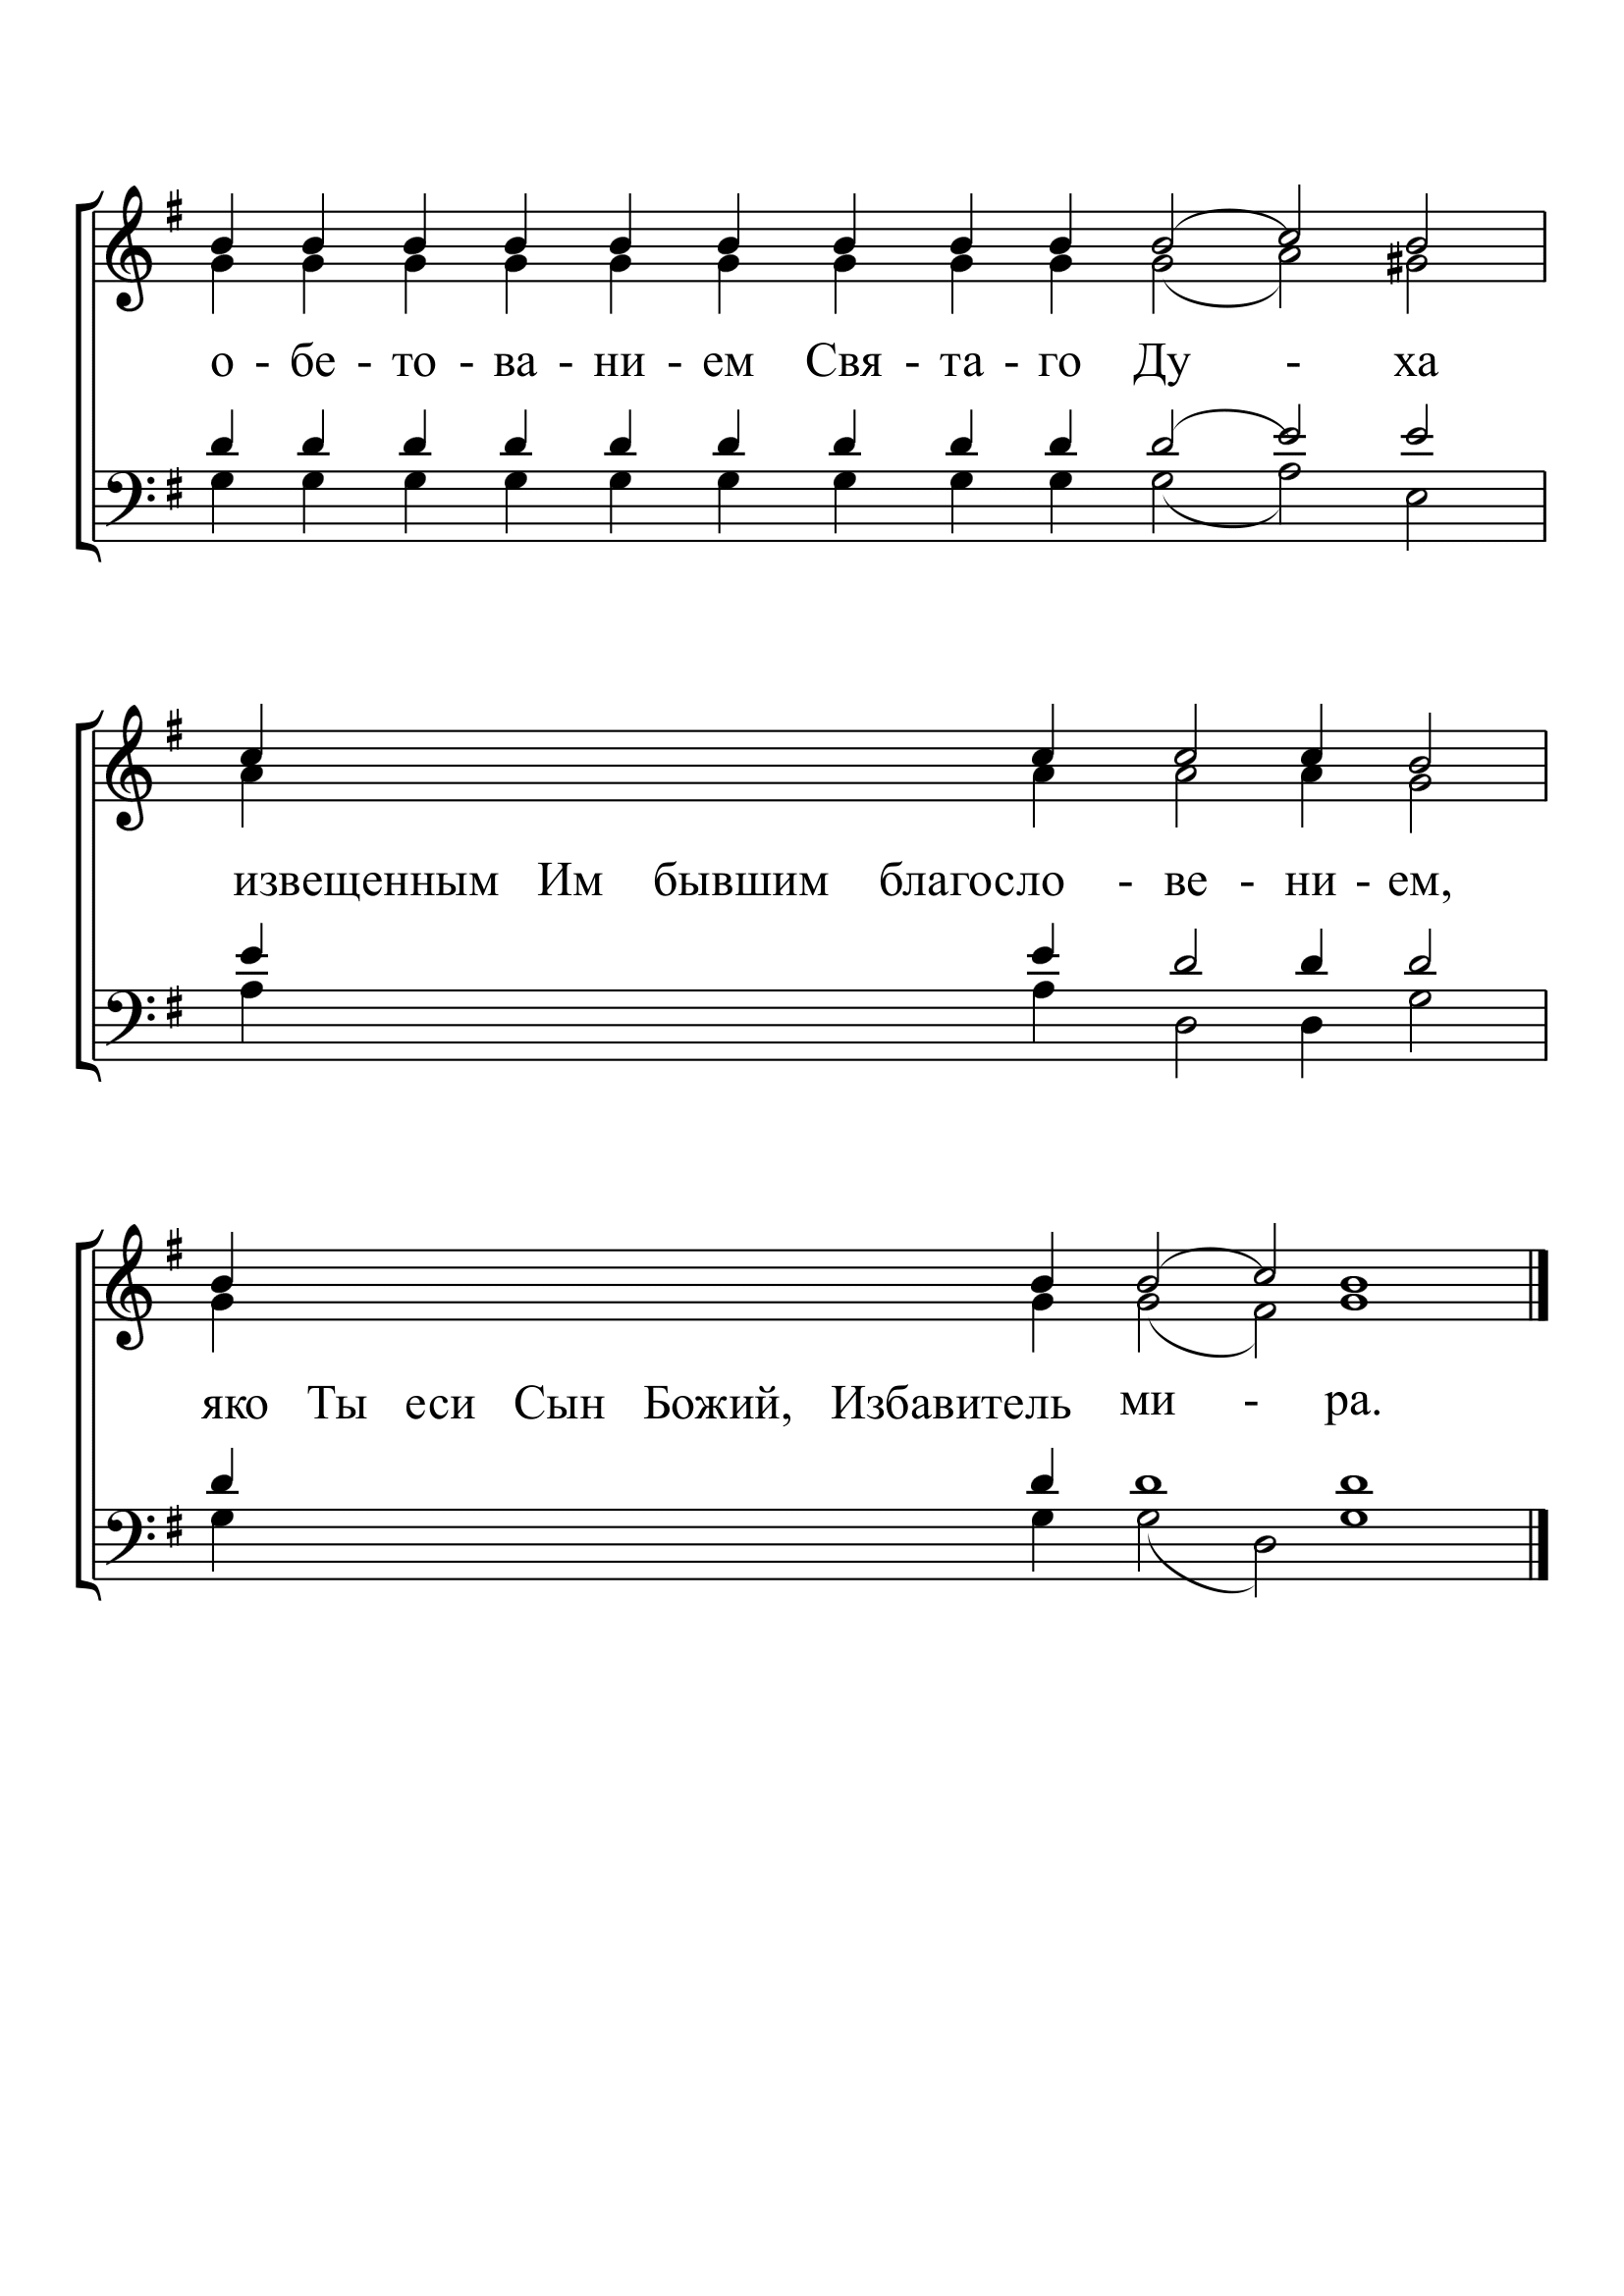 о - бе - то - ва - ни - ем Свя - та - го Ду - ха
извещенным Им бывшим благосло - ве - ни - ем,
яко Ты еси Сын Божий, Избавитель ми - ра.